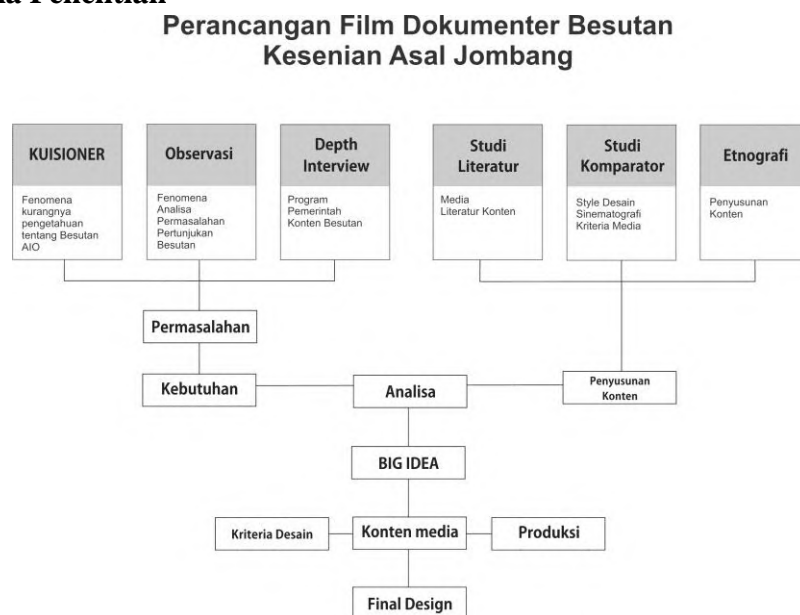 Perancangan Film Dokumenter Besutan
Kesenian Asal Jombang
KUISIONER
Fenomena
kurangnya
pengetahuan
tentang Besutan
AIO
Observasi
Fenomena
Analisa
Permasalahan
Pertunjukan
Besutan
Depth
Interview
Program
Pemerintah
Konten Besutan
Studi
Literatur
Media
Literatur Konten
Studi
Komparator
Style Desain
Sinematografi
Kriteria Media
Etnografi
Penyusunan
Konten
Permasalahan
Kebutuhan
Analisa
Penyusunan
Konten
BIG IDEA
Kriteria Desain
Konten media
Produksi
Final Design